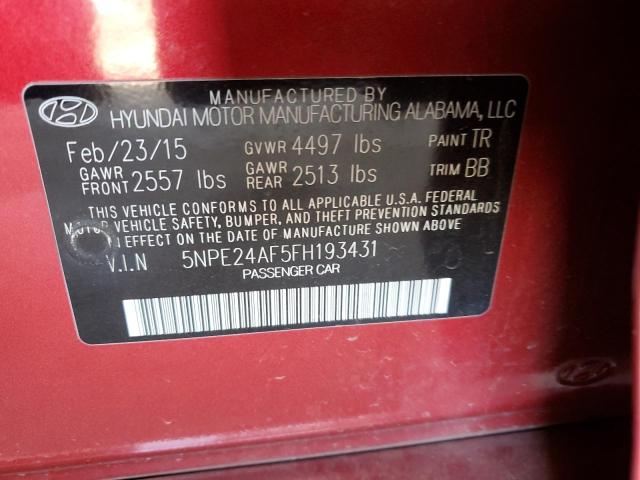 MANUFACTURED BY
HYUNDAI MOTOR MANUFACTURING ALABAMA, LLC
Feb/23/15 GVWR 4497 lbs PAINT TR
GAWR FRONT 2557 lbs GAWR REAR 2513 lbs TRIM BB
THIS VEHICLE CONFORMS TO ALL APPLICABLE U.S.A. FEDERAL
MOTOR VEHICLE SAFETY, BUMPER, AND THEFT PREVENTION STANDARDS
IN EFFECT ON THE DATE OF MANUFACTURE SHOWN ABOVE
V.I.N 5NPE24AF5FH193431
PASSENGER CAR